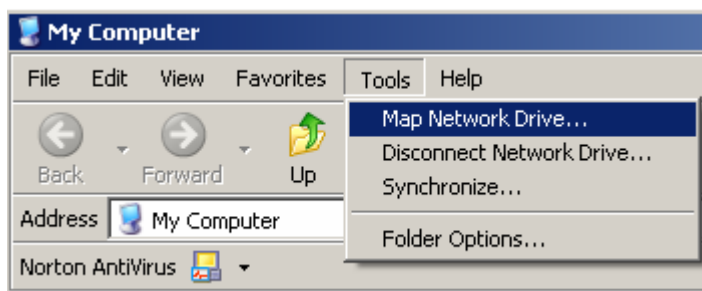 My Computer
File Edit View Favorites Tools Help
Map Network Drive...
Disconnect Network Drive...
Synchronize...
Folder Options...
Back Forward Up
Address My Computer
Norton AntiVirus